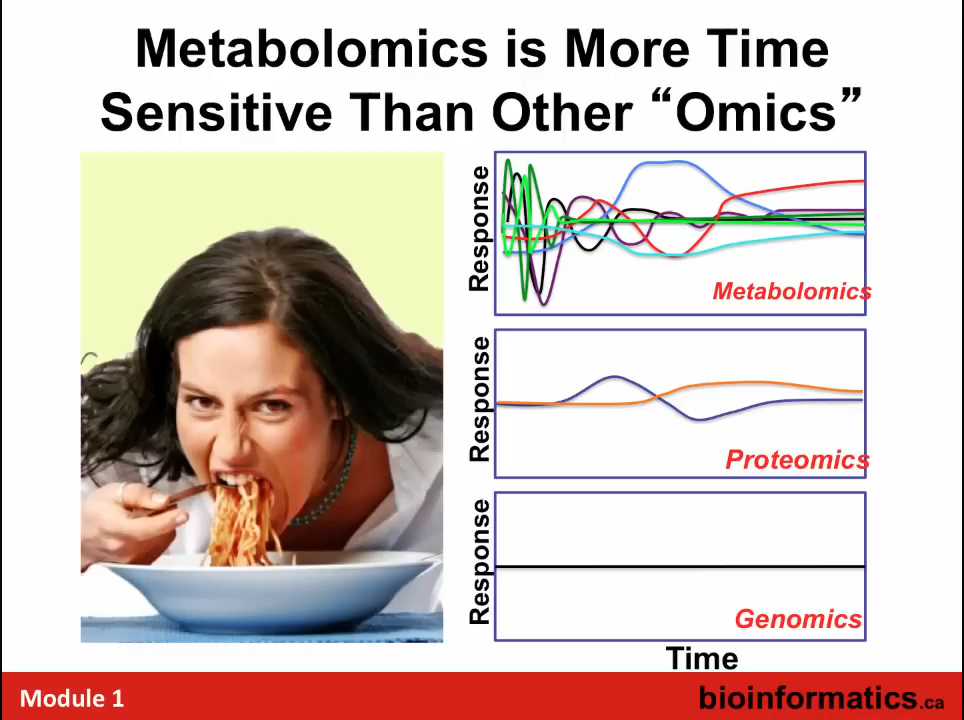 Metabolomics is More Time
Sensitive Than Other “Omics”
Response
Metabolomics
Response
Proteomics
Response
Genomics
Time
Module 1
bioinformatics.ca